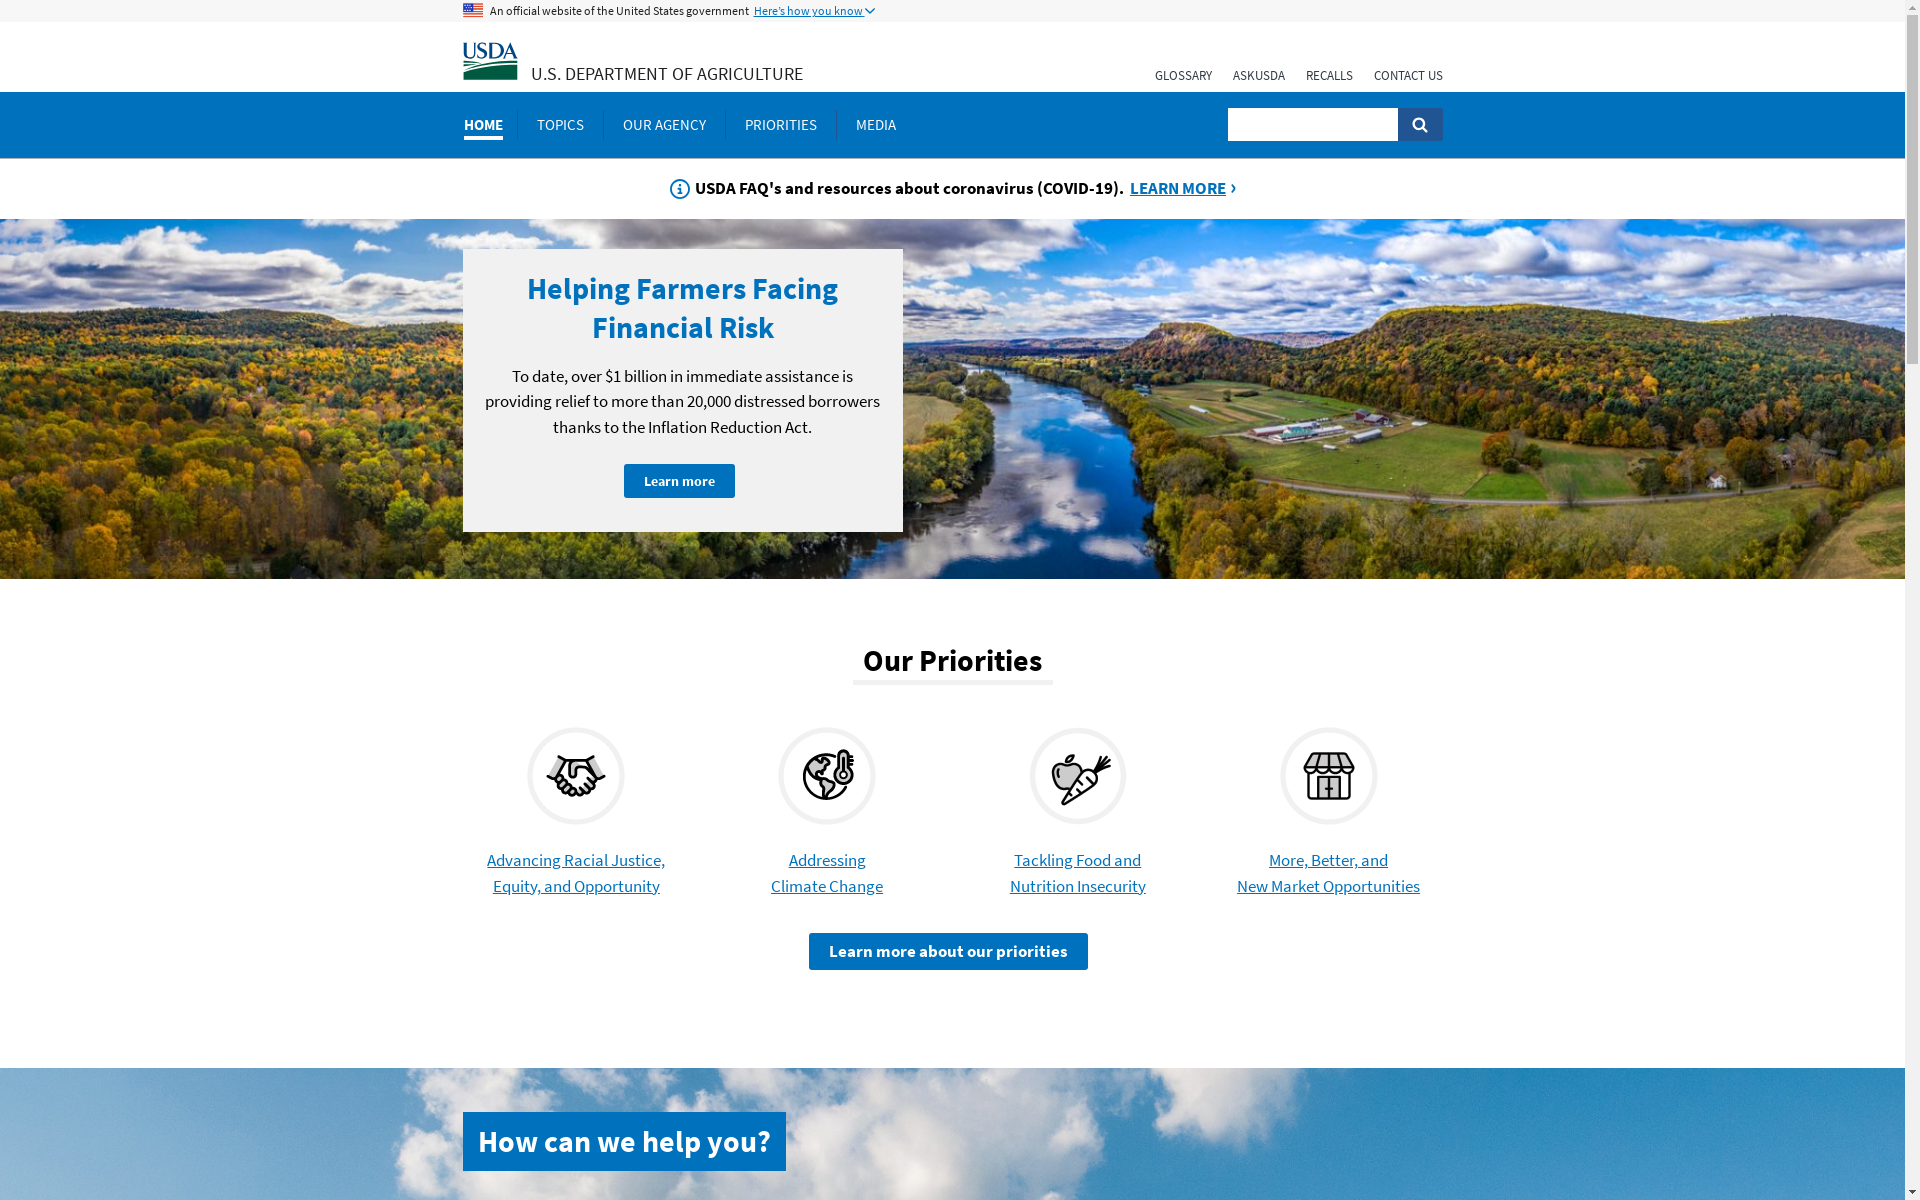 An official website of the United States government Here's how you know
USDA
U.S. DEPARTMENT OF AGRICULTURE
GLOSSARY ASKUSDA RECALLS CONTACT US
HOME TOPICS OUR AGENCY PRIORITIES MEDIA
USDA FAQ's and resources about coronavirus (COVID-19). LEARN MORE ›
Helping Farmers Facing
Financial Risk
To date, over $1 billion in immediate assistance is
providing relief to more than 20,000 distressed borrowers
thanks to the Inflation Reduction Act.
Learn more
Our Priorities
Advancing Racial Justice,
Equity, and Opportunity
Addressing
Climate Change
Tackling Food and
Nutrition Insecurity
More, Better, and
New Market Opportunities
Learn more about our priorities
How can we help you?